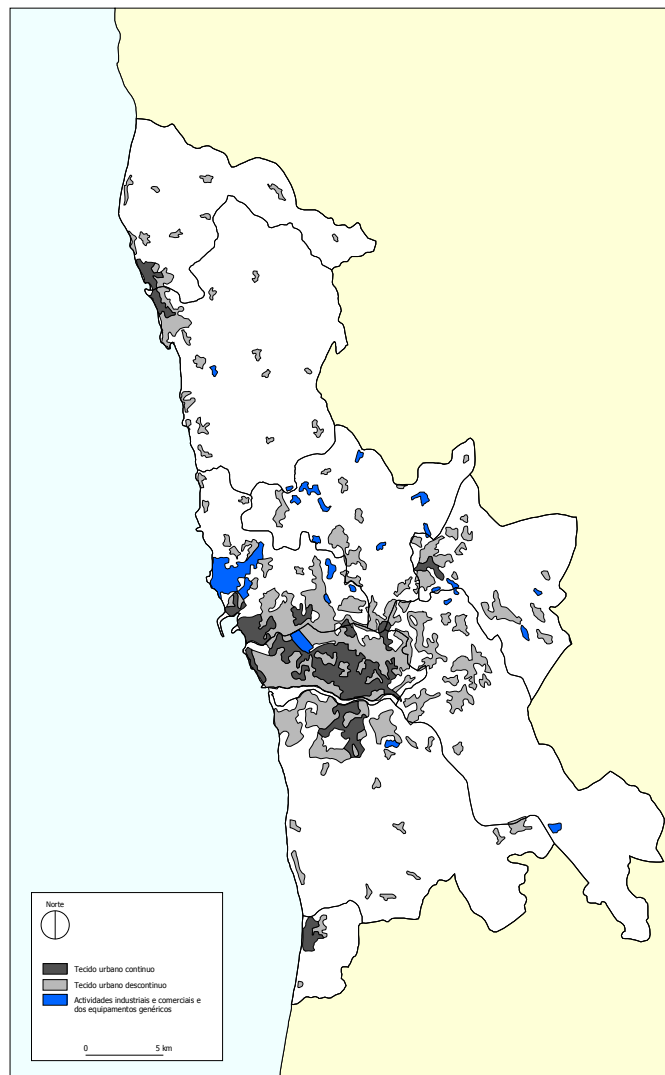 Norte
Tecido urbano contínuo
Tecido urbano descontínuo
Actividades industriais e comerciais e
dos equipamentos genéricos
0 5 km